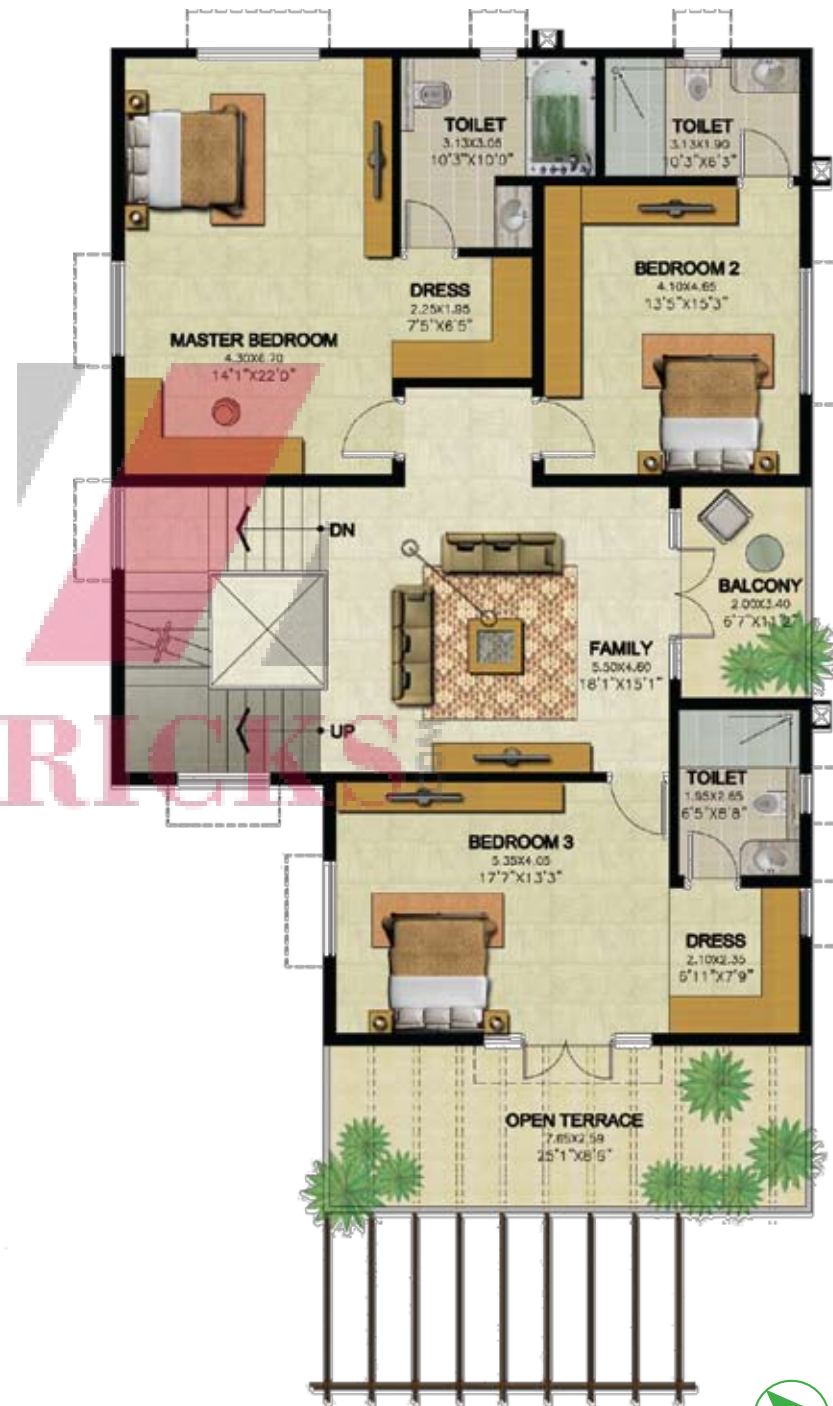 TOILET
3.13X3.05
10'3"X10'0"
TOILET
3.13X1.90
10'3"X6'3"
BEDROOM 2
4.10X4.65
13'5"X15'3"
DRESS
2.25X1.95
7'5"X6'5"
MASTER BEDROOM
4.30X6.70
14'1"X22'0"
DN
BALCONY
2.00X3.40
6'7"X11'2"
FAMILY
5.50X4.60
18'1"X15'1"
UP
RICKS
TOILET
1.95X2.65
6'5"X8'8"
BEDROOM 3
5.35X4.05
17'7"X13'3"
DRESS
2.10X2.35
6'11"X7'9"
OPEN TERRACE
7.65X2.59
25'1"X8'6"